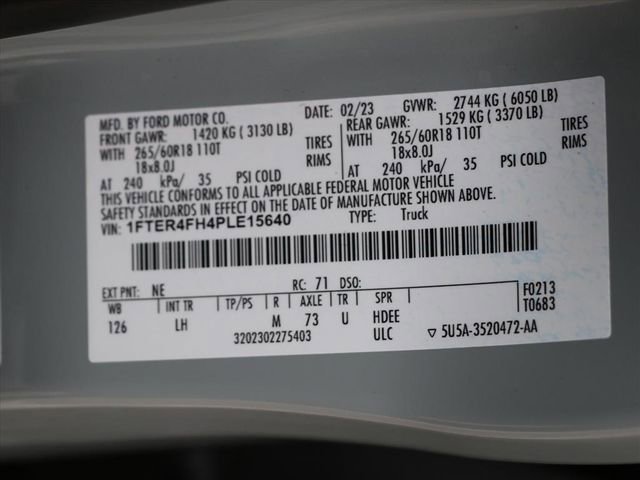 MFD. BY FORD MOTOR CO.
DATE: 02/23 GVWR: 2744 KG ( 6050 LB)
FRONT GAWR: 1420 KG ( 3130 LB)
WITH 265/60R18 110T TIRES
18x8.0J RIMS
AT 240 kPa/ 35 PSI COLD
REAR GAWR: 1529 KG ( 3370 LB)
WITH 265/60R18 110T TIRES
18x8.0J RIMS
AT 240 kPa/ 35 PSI COLD
THIS VEHICLE CONFORMS TO ALL APPLICABLE FEDERAL MOTOR VEHICLE
SAFETY STANDARDS IN EFFECT ON THE DATE OF MANUFACTURE SHOWN ABOVE.
VIN: 1FTER4FH4PLE15640 TYPE: Truck
EXT PNT: NE RC: 71 DSO: F0213
WB INT TR TP/PS R AXLE TR SPR T0683
126 LH M 73 U HDEE
3202302275403 ULC ▽ 5U5A-3520472-AA